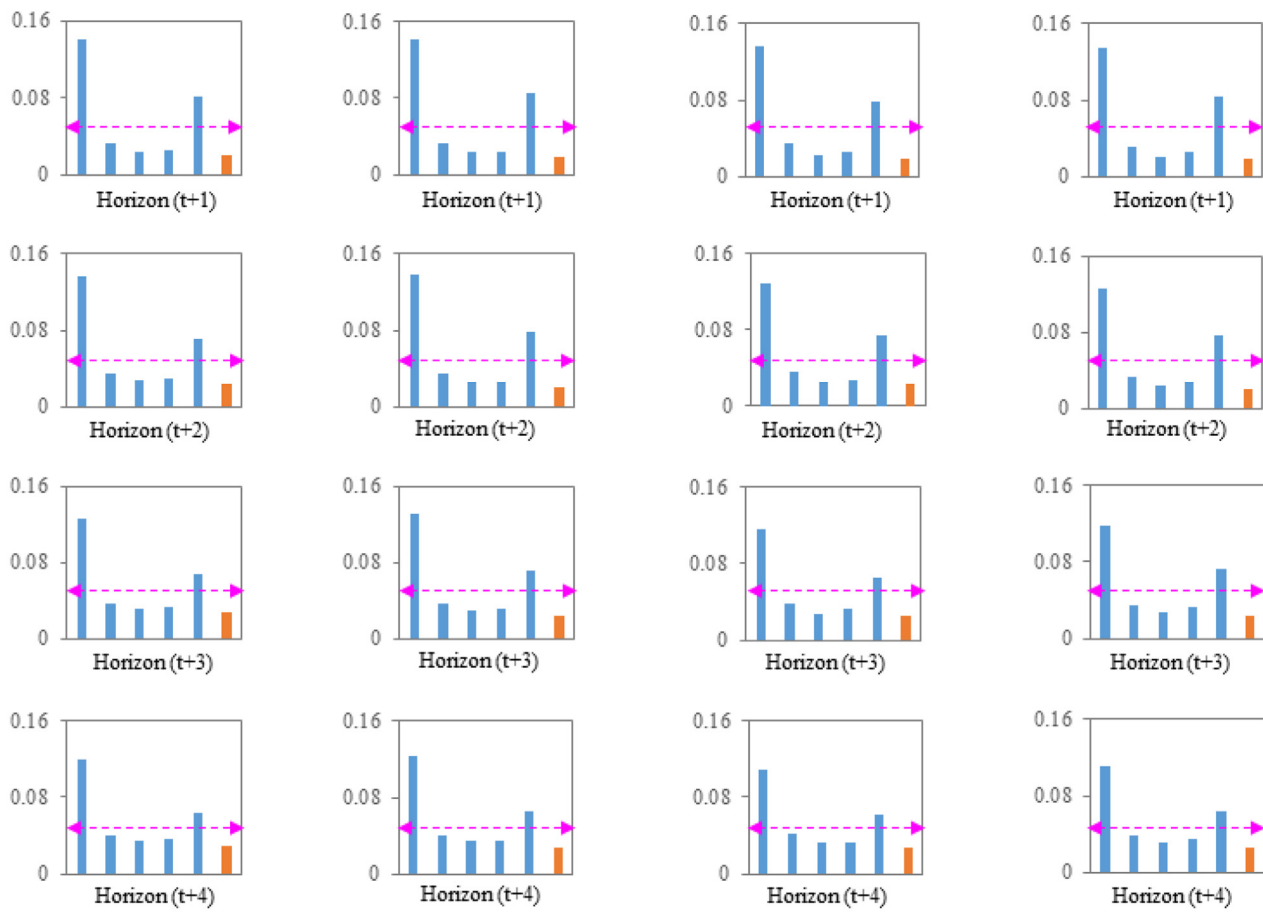 0.16 0.16 0.16 0.16
0.08 0.08 0.08 0.08
0 0 0 0
Horizon (t+1) Horizon (t+1) Horizon (t+1) Horizon (t+1)
0.16 0.16 0.16 0.16
0.08 0.08 0.08 0.08
0 0 0 0
Horizon (t+2) Horizon (t+2) Horizon (t+2) Horizon (t+2)
0.16 0.16 0.16 0.16
0.08 0.08 0.08 0.08
0 0 0 0
Horizon (t+3) Horizon (t+3) Horizon (t+3) Horizon (t+3)
0.16 0.16 0.16 0.16
0.08 0.08 0.08 0.08
0 0 0 0
Horizon (t+4) Horizon (t+4) Horizon (t+4) Horizon (t+4)